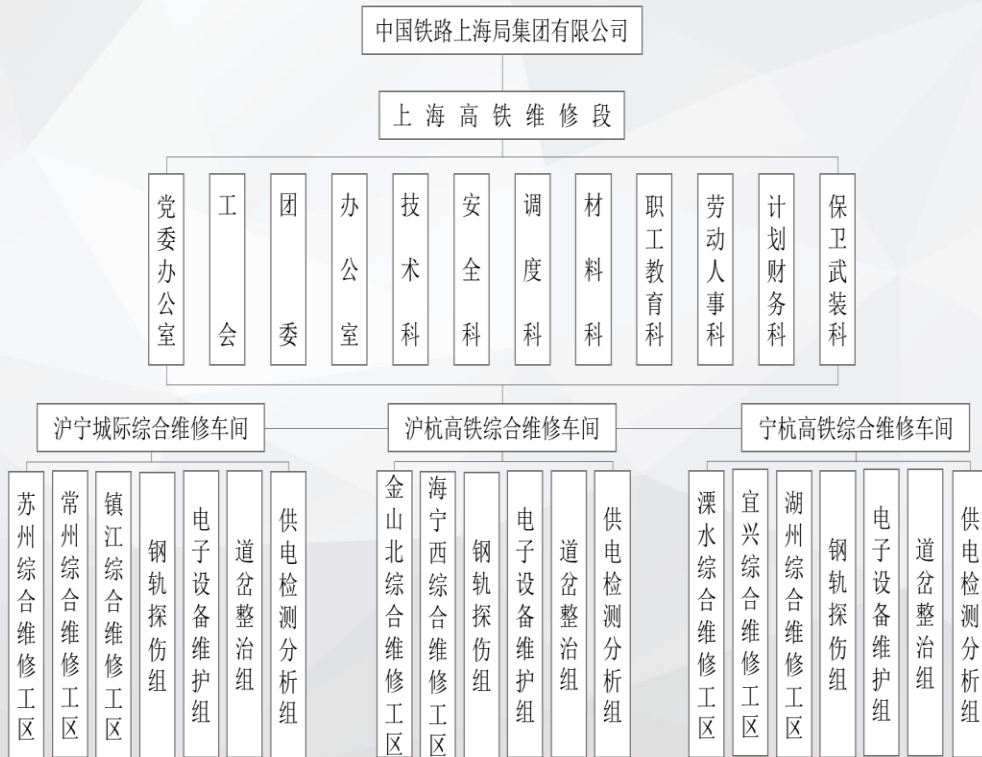 中国铁路上海局集团有限公司
上海高铁维修段
党委办公室
工会
团委
办公室
技术科
安全科
调度科
材料科
职工教育科
劳动人事科
计划财务科
保卫武装科
沪宁城际综合维修车间
沪杭高铁综合维修车间
宁杭高铁综合维修车间
苏州综合维修工区
常州综合维修工区
镇江综合维修工区
钢轨探伤组
电子设备维护组
道岔整治组
供电检测分析组
金山北综合维修工区
海宁西综合维修工区
钢轨探伤组
电子设备维护组
道岔整治组
供电检测分析组
溧水综合维修工区
宜兴综合维修工区
湖州综合维修工区
钢轨探伤组
电子设备维护组
道岔整治组
供电检测分析组